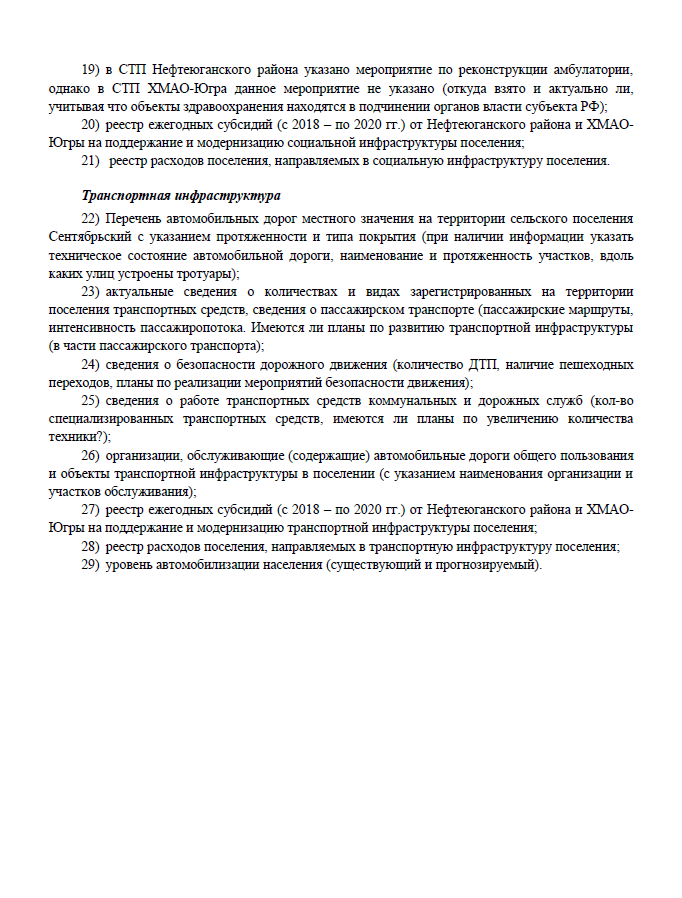 19) в СТП Нефтеюганского района указано мероприятие по реконструкции амбулатории,
однако в СТП ХМАО-Югра данное мероприятие не указано (откуда взято и актуально ли,
учитывая что объекты здравоохранения находятся в подчинении органов власти субъекта РФ);
20) реестр ежегодных субсидий (с 2018 – по 2020 гг.) от Нефтеюганского района и ХМАО-
Югры на поддержание и модернизацию социальной инфраструктуры поселения;
21) реестр расходов поселения, направляемых в социальную инфраструктуру поселения.
Транспортная инфраструктура
22) Перечень автомобильных дорог местного значения на территории сельского поселения
Сентябрьский с указанием протяженности и типа покрытия (при наличии информации указать
техническое состояние автомобильной дороги, наименование и протяженность участков, вдоль
каких улиц устроены тротуары);
23) актуальные сведения о количествах и видах зарегистрированных на территории
поселения транспортных средств, сведения о пассажирском транспорте (пассажирские маршруты,
интенсивность пассажиропотока. Имеются ли планы по развитию транспортной инфраструктуры
(в части пассажирского транспорта);
24) сведения о безопасности дорожного движения (количество ДТП, наличие пешеходных
переходов, планы по реализации мероприятий безопасности движения);
25) сведения о работе транспортных средств коммунальных и дорожных служб (кол-во
специализированных транспортных средств, имеются ли планы по увеличению количества
техники?);
26) организации, обслуживающие (содержащие) автомобильные дороги общего пользования
и объекты транспортной инфраструктуры в поселении (с указанием наименования организации и
участков обслуживания);
27) реестр ежегодных субсидий (с 2018 – по 2020 гг.) от Нефтеюганского района и ХМАО-
Югры на поддержание и модернизацию транспортной инфраструктуры поселения;
28) реестр расходов поселения, направляемых в транспортную инфраструктуру поселения;
29) уровень автомобилизации населения (существующий и прогнозируемый).